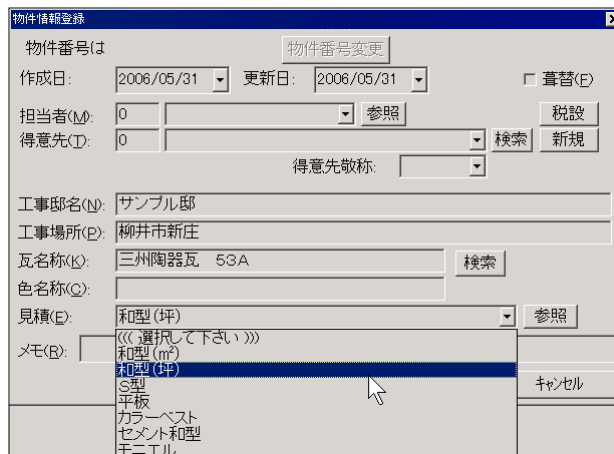 物件情報登録
物件番号は 物件番号変更
作成日: 2006/05/31 更新日: 2006/05/31 葺替(F)
担当者(M): 0 参照 税設
得意先(T): 0 検索 新規
得意先敬称:
工事邸名(N): サンプル邸
工事場所(P): 柳井市新庄
瓦名称(K): 三州陶器瓦 53A 検索
色名称(C):
見積(E): 和型(坪) 参照
((( 選択して下さい )))
メモ(R):
和型(㎡)
和型(坪)
S型 キャンセル
平板
カラーベスト
セメント和型
モニエル